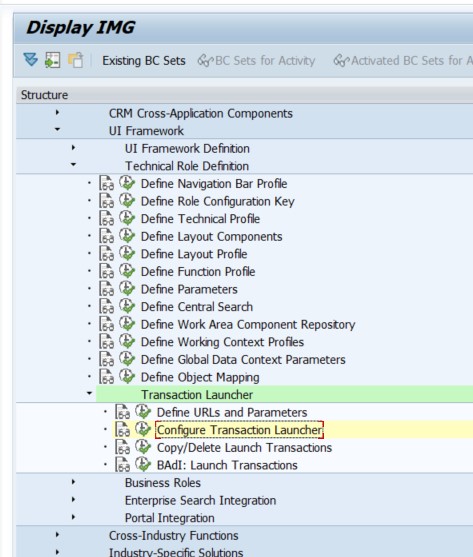 Display IMG
Existing BC Sets BC Sets for Activity Activated BC Sets for A
Structure
CRM Cross-Application Components
UI Framework
UI Framework Definition
Technical Role Definition
Define Navigation Bar Profile
Define Role Configuration Key
Define Technical Profile
Define Layout Components
Define Layout Profile
Define Function Profile
Define Parameters
Define Central Search
Define Work Area Component Repository
Define Working Context Profiles
Define Global Data Context Parameters
Define Object Mapping
Transaction Launcher
Define URLs and Parameters
Configure Transaction Launcher
Copy/Delete Launch Transactions
BAdI: Launch Transactions
Business Roles
Enterprise Search Integration
Portal Integration
Cross-Industry Functions
Industry-Specific Solutions